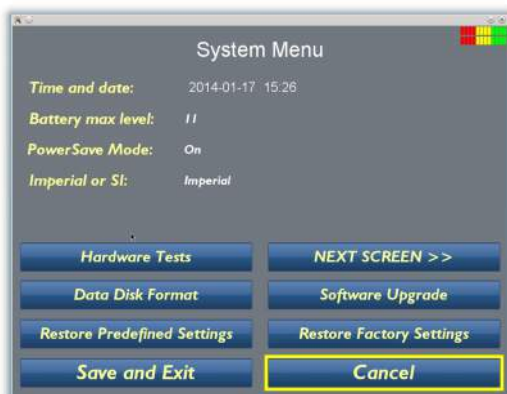 System Menu
Time and date: 2014-01-17 15:26
Battery max level: 11
PowerSave Mode: On
Imperial or SI: Imperial
Hardware Tests NEXT SCREEN >>
Data Disk Format Software Upgrade
Restore Predefined Settings Restore Factory Settings
Save and Exit Cancel